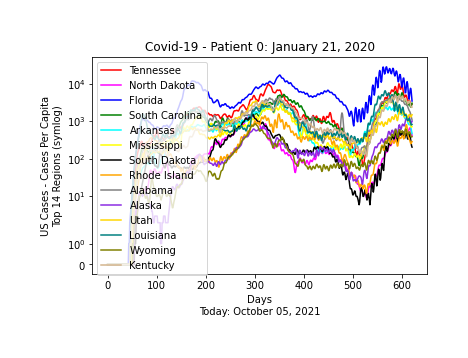 Covid-19 - Patient 0: January 21, 2020
US Cases - Cases Per Capita
Top 14 Regions (symlog)
10⁴
10³
10²
10¹
10⁰
0
Tennessee
North Dakota
Florida
South Carolina
Arkansas
Mississippi
South Dakota
Rhode Island
Alabama
Alaska
Utah
Louisiana
Wyoming
Kentucky
0 100 200 300 400 500 600
Days
Today: October 05, 2021